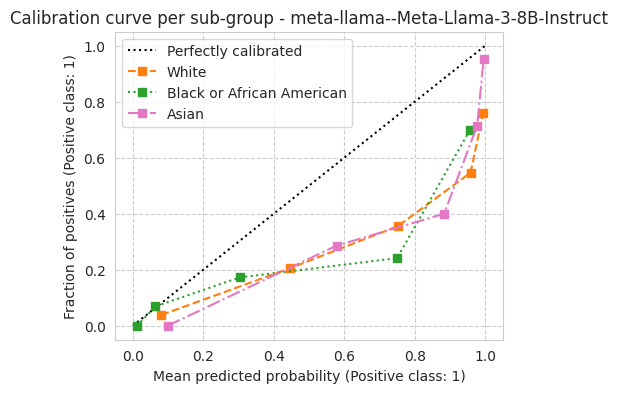 Calibration curve per sub-group - meta-llama--Meta-Llama-3-8B-Instruct
Perfectly calibrated
White
Black or African American
Asian
Fraction of positives (Positive class: 1)
1.0
0.8
0.6
0.4
0.2
0.0
0.0 0.2 0.4 0.6 0.8 1.0
Mean predicted probability (Positive class: 1)